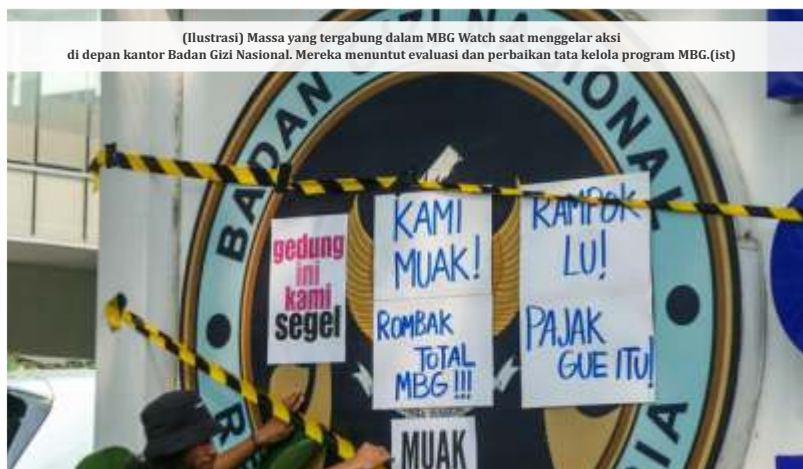 (Ilustrasi) Massa yang tergabung dalam MBG Watch saat menggelar aksi
di depan kantor Badan Gizi Nasional. Mereka menuntut evaluasi dan perbaikan tata kelola program MBG.(ist)
BADAN GIZI NASIONAL
gedung
ini
kami
segel
KAMI
MUAK!
ROMBAK
TOTAL
MBG!!!
RAMPOK
LU!
PAJAK
GUE ITU!
MUAK